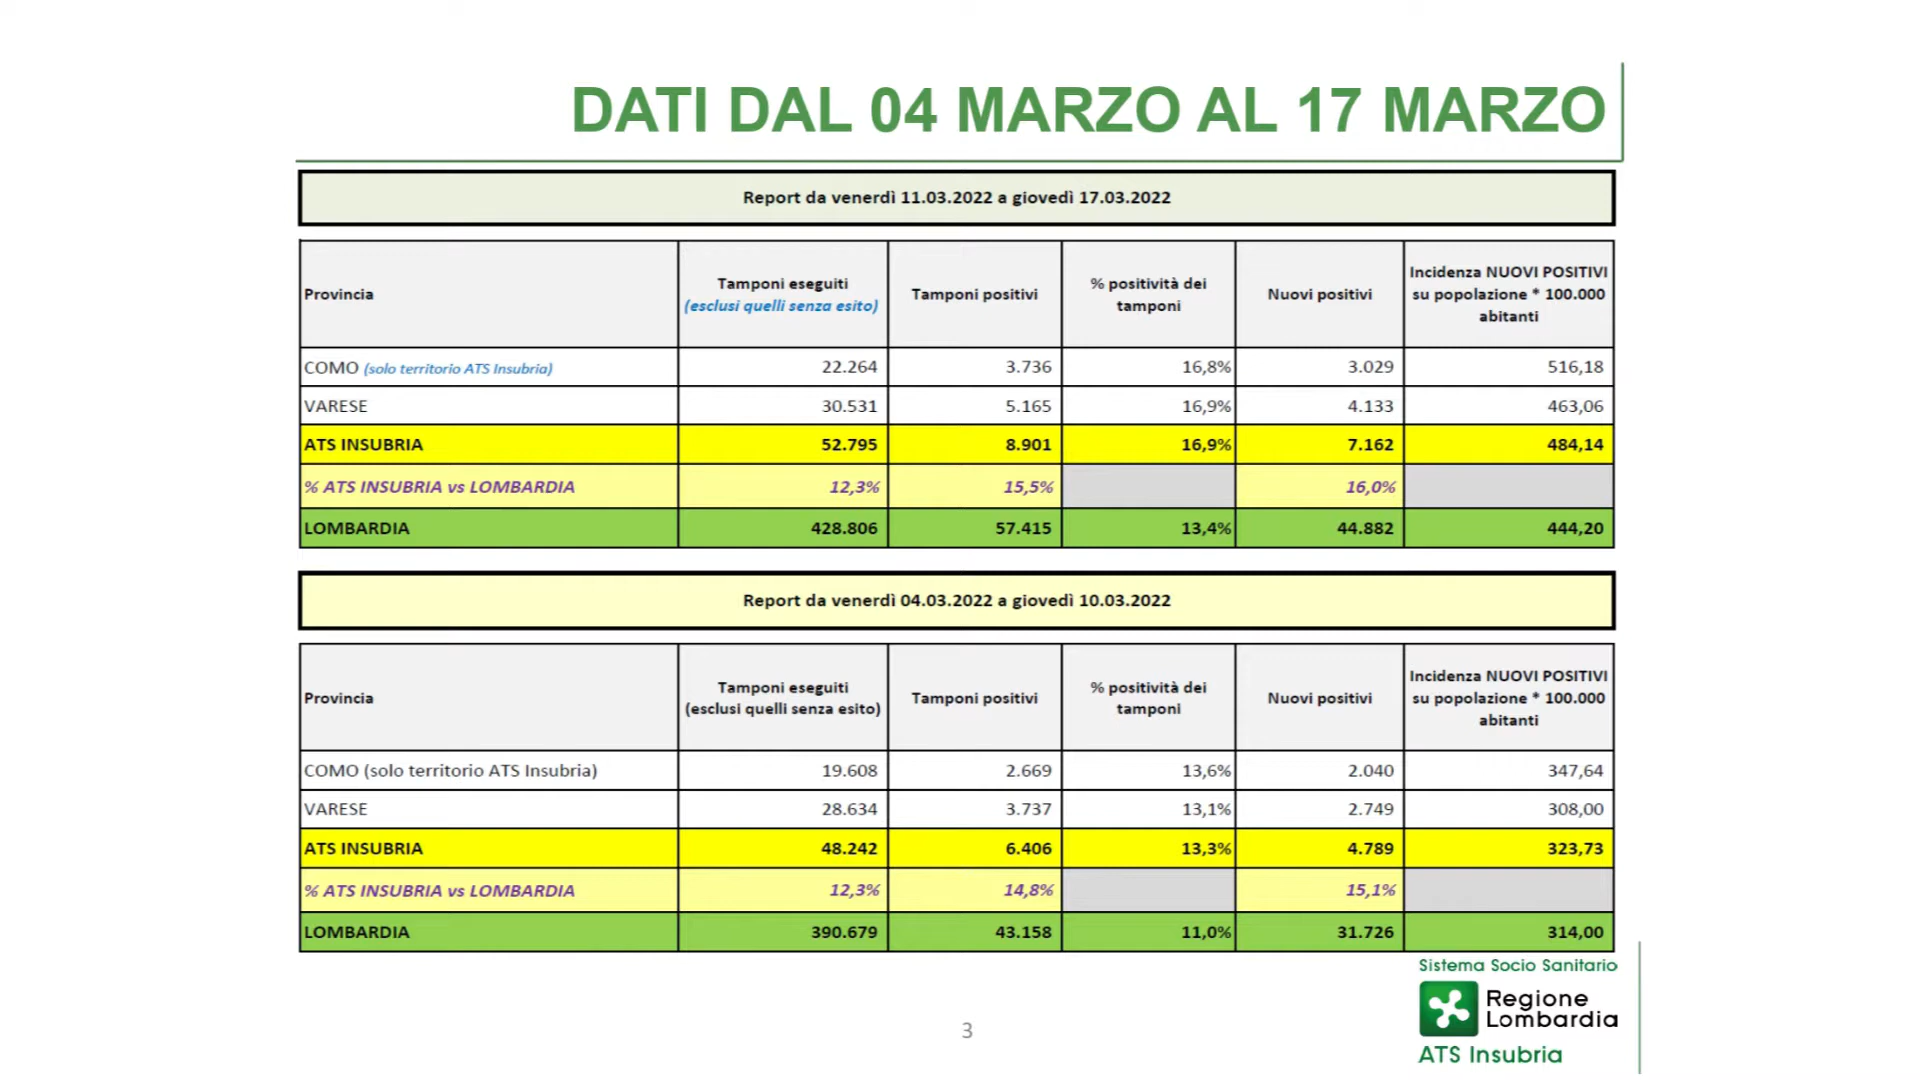 DATI DAL 04 MARZO AL 17 MARZO
Report da venerdì 11.03.2022 a giovedì 17.03.2022
Provincia Tamponi eseguiti (esclusi quelli senza esito) Tamponi positivi % positività dei tamponi Nuovi positivi Incidenza NUOVI POSITIVI su popolazione * 100.000 abitanti
COMO (solo territorio ATS Insubria) 22.264 3.736 16,8% 3.029 516,18
VARESE 30.531 5.165 16,9% 4.133 463,06
ATS INSUBRIA 52.795 8.901 16,9% 7.162 484,14
% ATS INSUBRIA vs LOMBARDIA 12,3% 15,5% 16,0%
LOMBARDIA 428.806 57.415 13,4% 44.882 444,20
Report da venerdì 04.03.2022 a giovedì 10.03.2022
Provincia Tamponi eseguiti (esclusi quelli senza esito) Tamponi positivi % positività dei tamponi Nuovi positivi Incidenza NUOVI POSITIVI su popolazione * 100.000 abitanti
COMO (solo territorio ATS Insubria) 19.608 2.669 13,6% 2.040 347,64
VARESE 28.634 3.737 13,1% 2.749 308,00
ATS INSUBRIA 48.242 6.406 13,3% 4.789 323,73
% ATS INSUBRIA vs LOMBARDIA 12,3% 14,8% 15,1%
LOMBARDIA 390.679 43.158 11,0% 31.726 314,00
Sistema Socio Sanitario
Regione
Lombardia
ATS Insubria
3